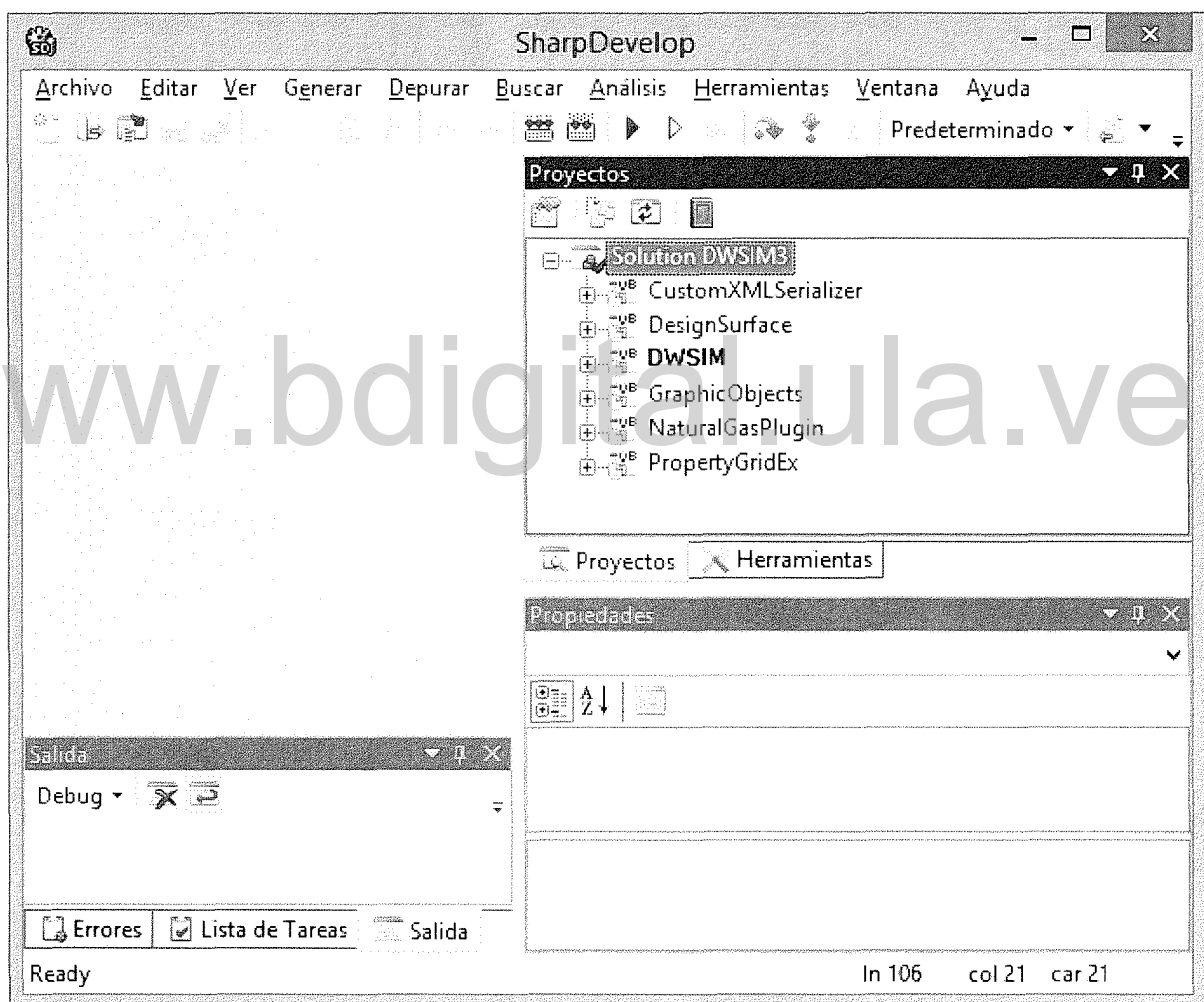 SharpDevelop
Archivo Editar Ver Generar Depurar Buscar Análisis Herramientas Ventana Ayuda
Predeterminado
Proyectos
Solution DWSIM3
CustomXMLSerializer
DesignSurface
DWSIM
GraphicObjects
NaturalGasPlugin
PropertyGridEx
Proyectos Herramientas
Propiedades
Salida
Debug
Errores Lista de Tareas Salida
Ready ln 106 col 21 car 21
ww.bdigital.ula.ve